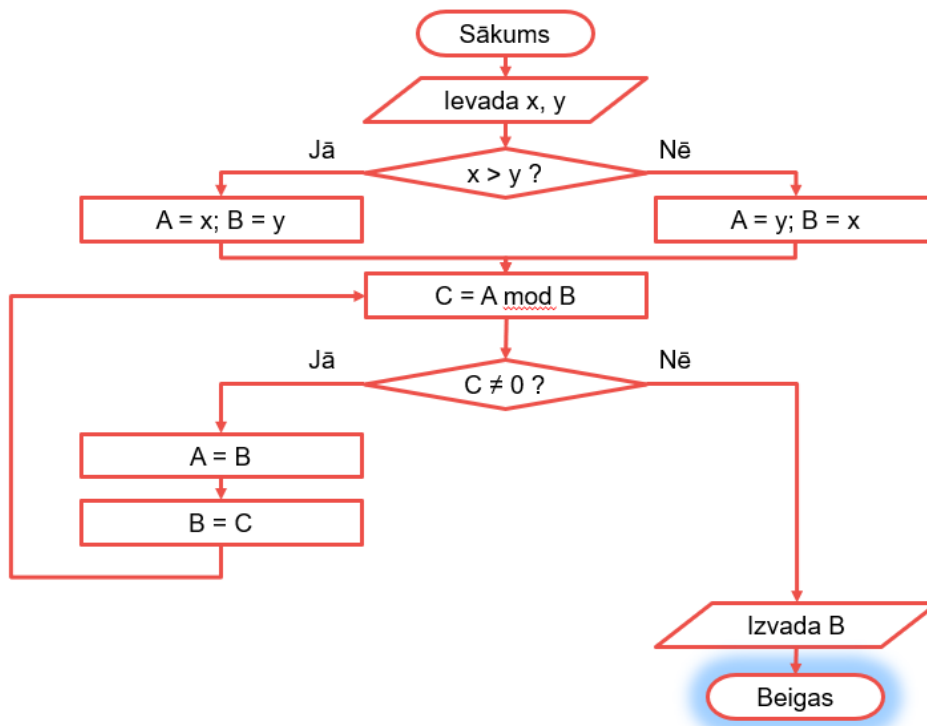 Sākums
Ievada x, y
Jā
x > y ?
Nē
A = x; B = y
A = y; B = x
C = A mod B
Jā
C ≠ 0 ?
Nē
A = B
B = C
Izvada B
Beigas